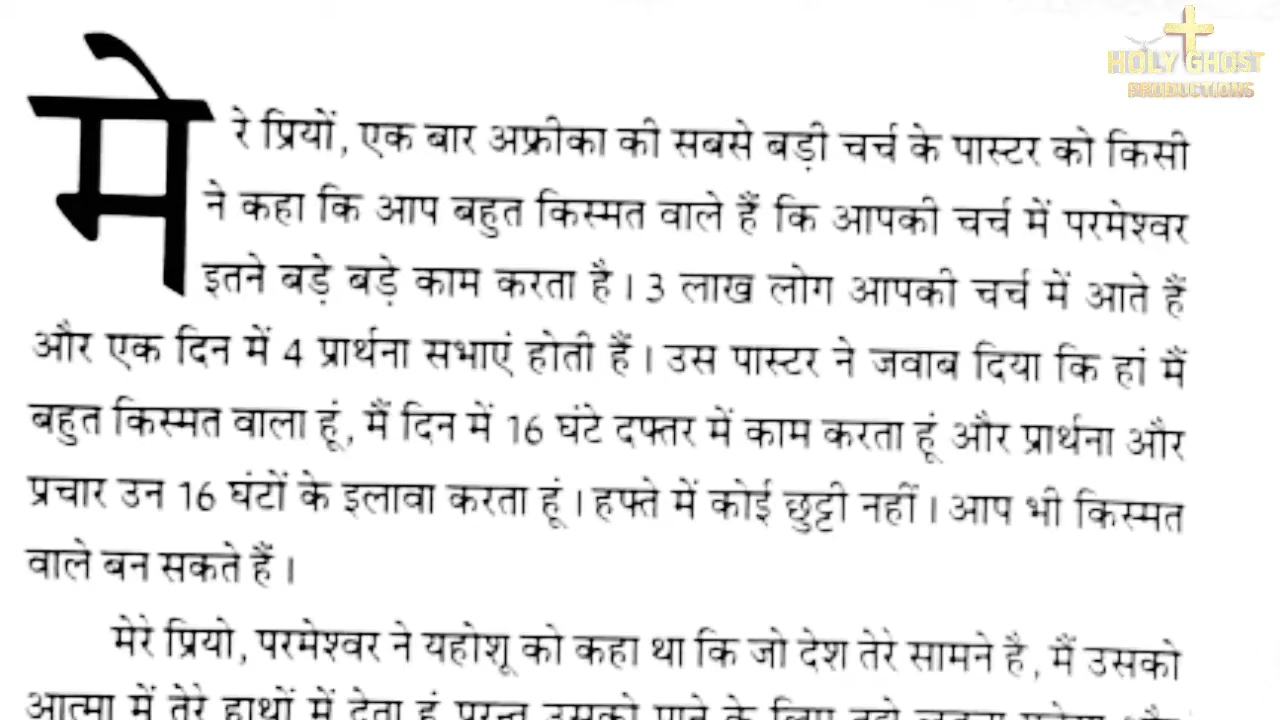 HOLY GHOST
PRODUCTIONS
मेरे प्रियों, एक बार अफ्रीका की सबसे बड़ी चर्च के पास्टर को किसी
ने कहा कि आप बहुत किस्मत वाले हैं कि आपकी चर्च में परमेश्वर
इतने बड़े बड़े काम करता है। 3 लाख लोग आपकी चर्च में आते हैं
और एक दिन में 4 प्रार्थना सभाएं होती हैं। उस पास्टर ने जवाब दिया कि हां मैं
बहुत किस्मत वाला हूं, मैं दिन में 16 घंटे दफ्तर में काम करता हूं और प्रार्थना और
प्रचार उन 16 घंटों के इलावा करता हूं। हफ्ते में कोई छुट्टी नहीं। आप भी किस्मत
वाले बन सकते हैं।
मेरे प्रियो, परमेश्वर ने यहोशू को कहा था कि जो देश तेरे सामने है, मैं उसको
आत्मा में तेरे हाथों में देता हूं परन्तु उसको पाने के लिए